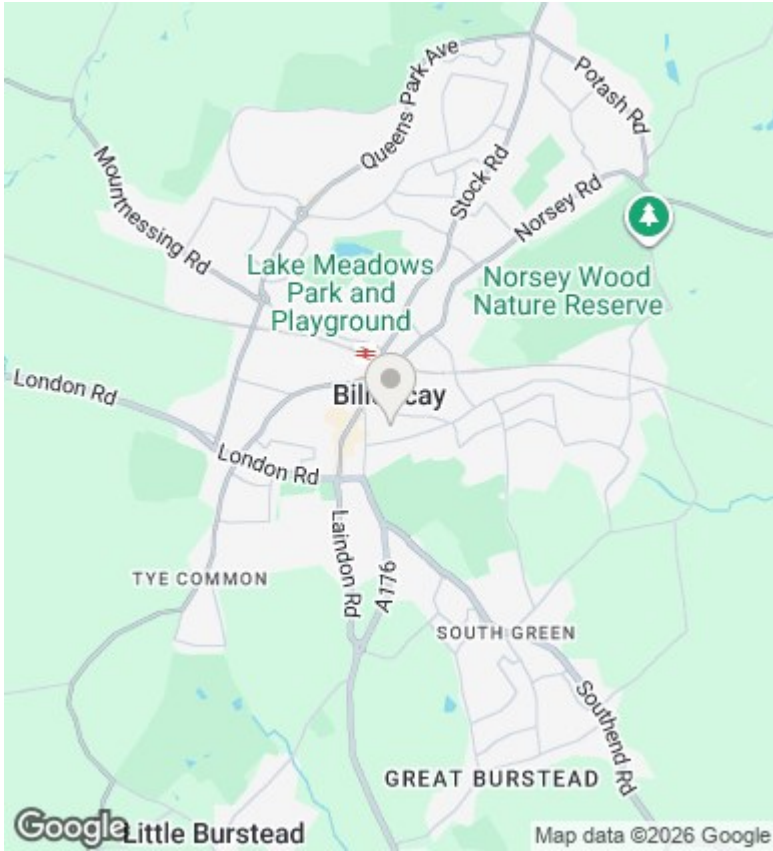 Queens Park Ave
Potash Rd
Mountnessing Rd
Stock Rd
Norsey Rd
Lake Meadows
Park and
Playground
Norsey Wood
Nature Reserve
London Rd
London Rd
Laindon Rd
A176
TYE COMMON
SOUTH GREEN
Southend Rd
GREAT BURSTEAD
Google
Little Burstead
Map data ©2026 Google